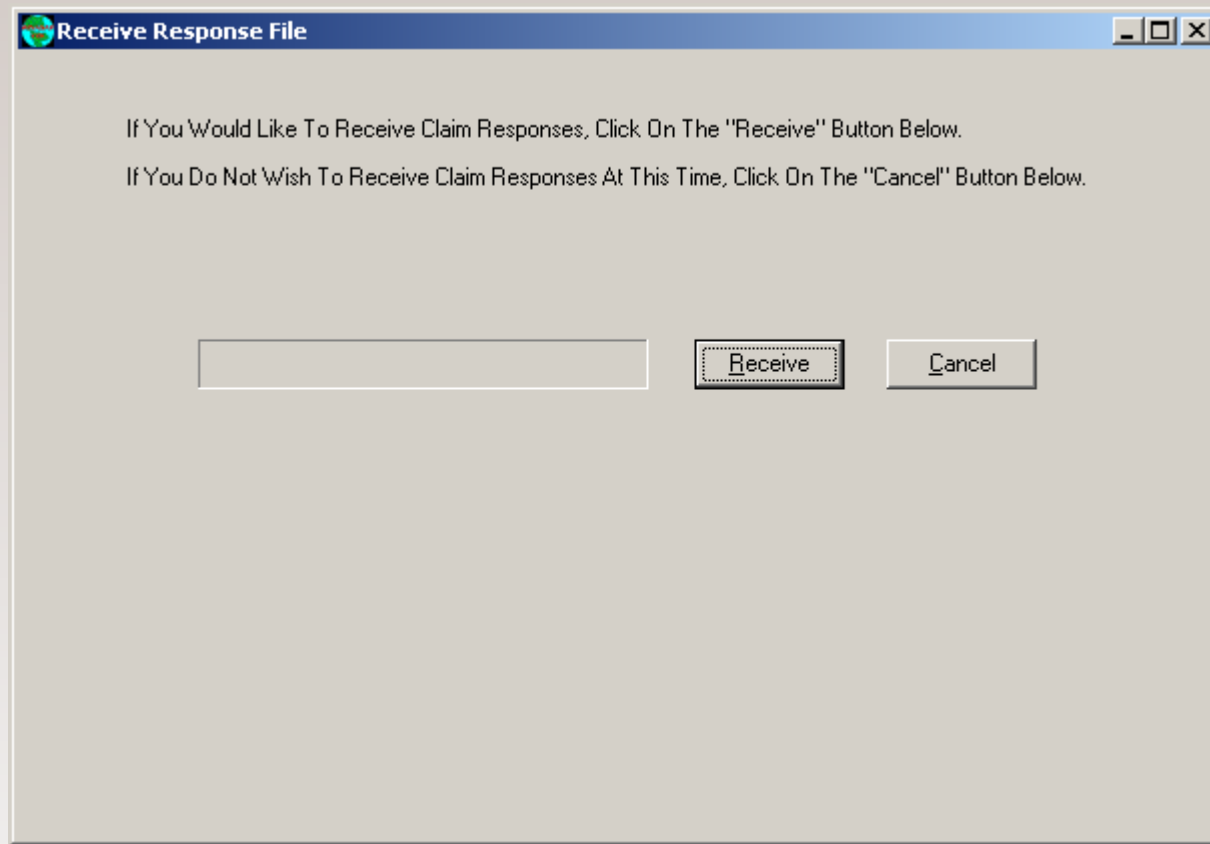 Receive Response File
If You Would Like To Receive Claim Responses, Click On The "Receive" Button Below.
If You Do Not Wish To Receive Claim Responses At This Time, Click On The "Cancel" Button Below.
Receive Cancel